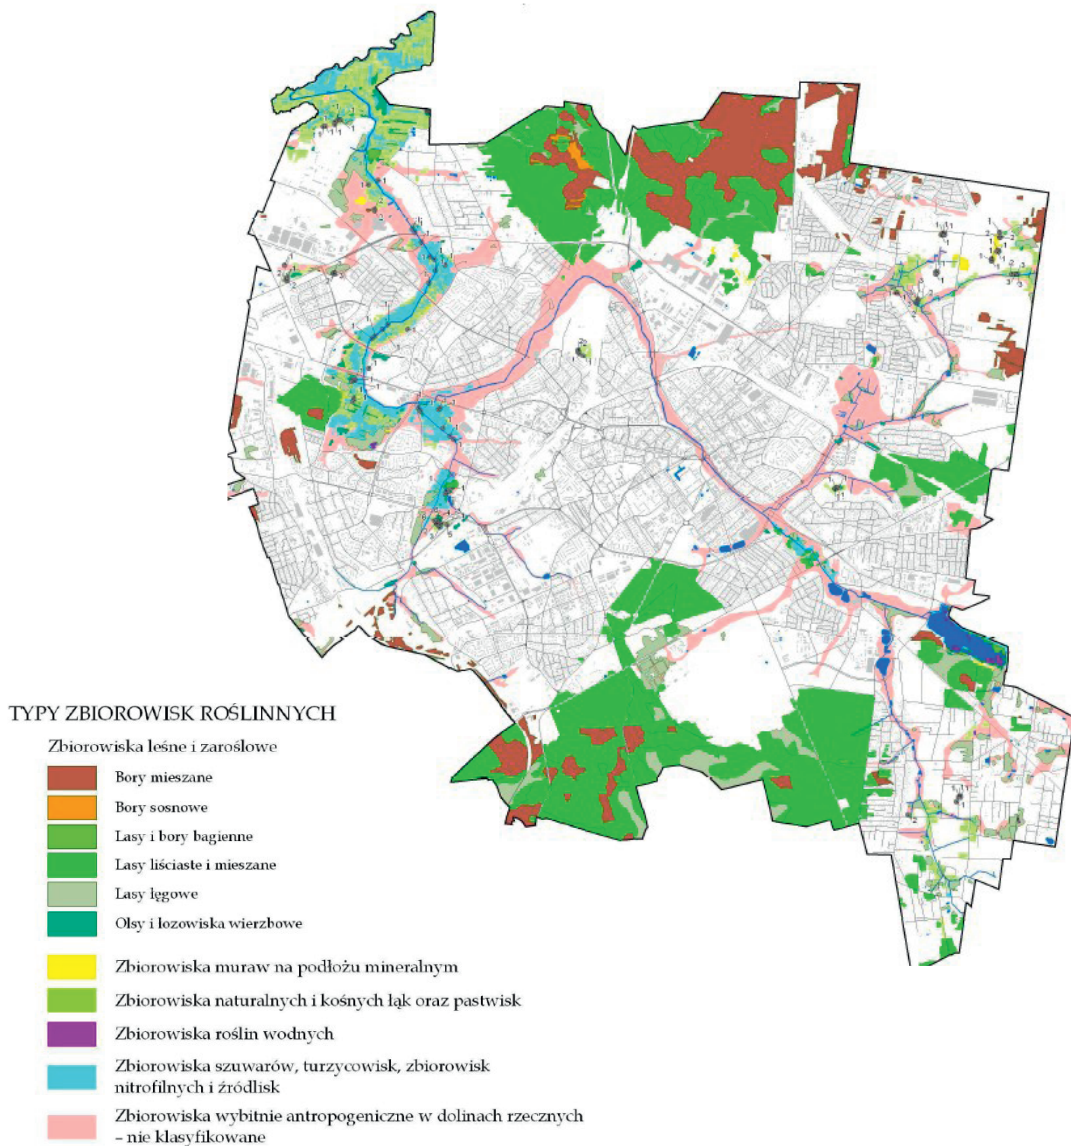 TYPY ZBIOROWISK ROŚLINNYCH
Zbiorowiska leśne i zaroślowe
Bory mieszane
Bory sosnowe
Lasy i bory bagienne
Lasy liściaste i mieszane
Lasy łęgowe
Olsy i łozowiska wierzbowe
Zbiorowiska muraw na podłożu mineralnym
Zbiorowiska naturalnych i kośnych łąk oraz pastwisk
Zbiorowiska roślin wodnych
Zbiorowiska szuwarów, turzycowisk, zbiorowisk
nitrofilnych i źródlisk
Zbiorowiska wybitnie antropogeniczne w dolinach rzecznych
– nie klasyfikowane